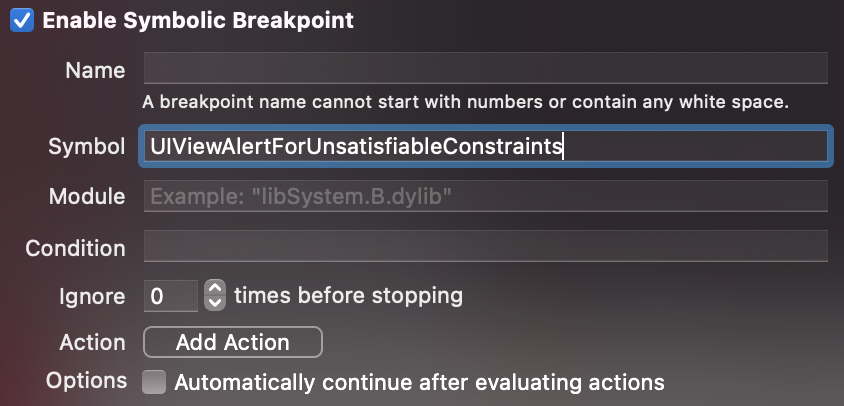 Enable Symbolic Breakpoint
Name
A breakpoint name cannot start with numbers or contain any white space.
Symbol UIViewAlertForUnsatisfiableConstraints
Module Example: "libSystem.B.dylib"
Condition
Ignore 0 times before stopping
Action Add Action
Options Automatically continue after evaluating actions